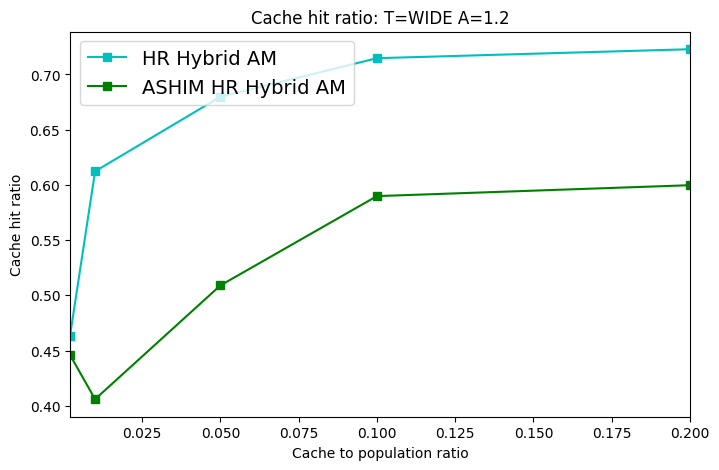 Cache hit ratio: T=WIDE A=1.2
HR Hybrid AM
ASHIM HR Hybrid AM
Cache hit ratio
0.70
0.65
0.60
0.55
0.50
0.45
0.40
0.025 0.050 0.075 0.100 0.125 0.150 0.175 0.200
Cache to population ratio